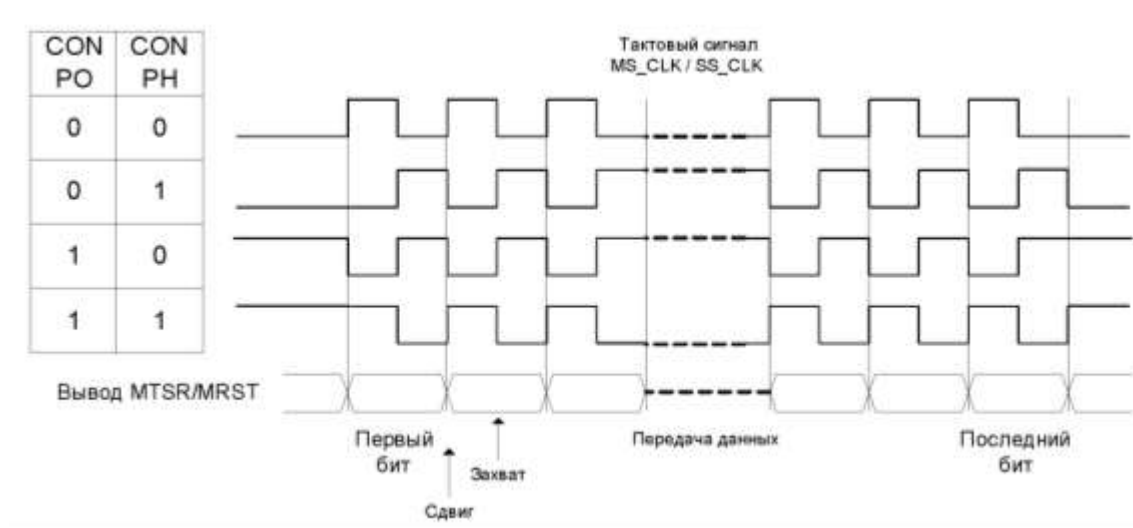 CON PO CON PH
Тактовый сигнал
MS_CLK / SS_CLK
0 0
0 1
1 0
1 1
Вывод MTSR/MRST
Первый бит
Передача данных
Последний бит
Захват
Сдвиг